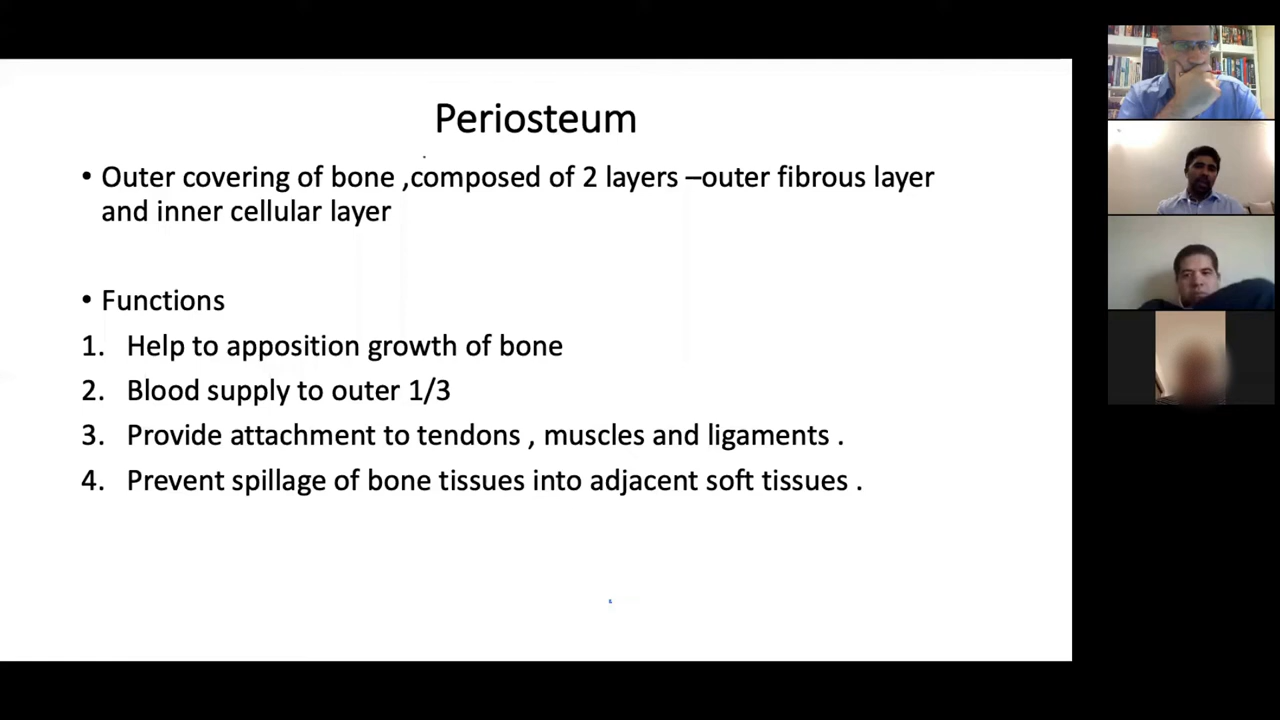 Periosteum
• Outer covering of bone ,composed of 2 layers –outer fibrous layer
and inner cellular layer
• Functions
1. Help to apposition growth of bone
2. Blood supply to outer 1/3
3. Provide attachment to tendons , muscles and ligaments .
4. Prevent spillage of bone tissues into adjacent soft tissues .